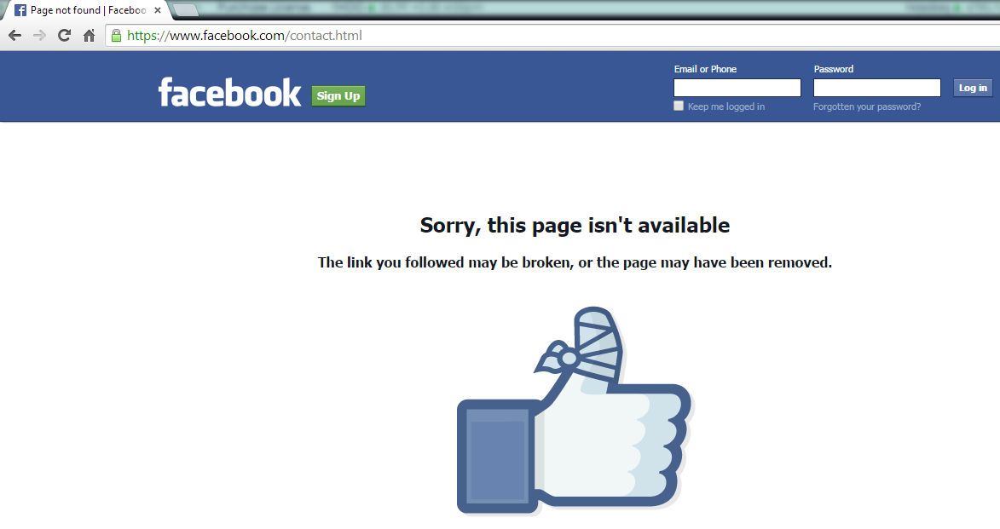 Page not found | Faceboo
https://www.facebook.com/contact.html
facebook
Sign Up
Email or Phone
Password
Log in
Keep me logged in
Forgotten your password?
Sorry, this page isn't available
The link you followed may be broken, or the page may have been removed.